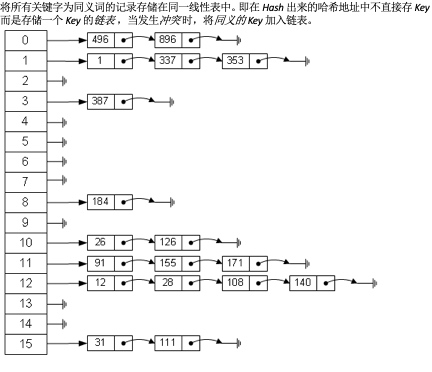 将所有关键字为同义词的记录存储在同一线性表中。即在 Hash 出来的哈希地址中不直接存 Key
而是存储一个 Key 的链表，当发生冲突时，将同义的 Key 加入链表。
0 496 896
1 1 337 353
2
3 387
4
5
6
7
8 184
9
10 26 126
11 91 155 171
12 12 28 108 140
13
14
15 31 111